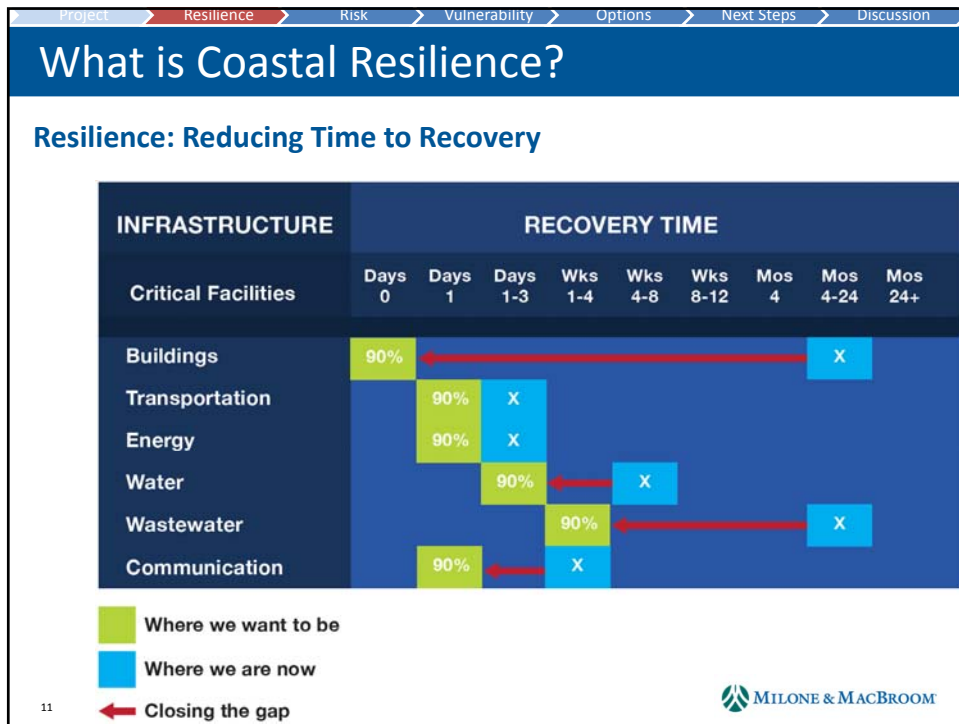 Project Resilience Risk Vulnerability Options Next Steps Discussion
What is Coastal Resilience?
Resilience: Reducing Time to Recovery
INFRASTRUCTURE RECOVERY TIME
Critical Facilities Days 0 Days 1 Days 1-3 Wks 1-4 Wks 4-8 Wks 8-12 Mos 4 Mos 4-24 Mos 24+
Buildings 90% X
Transportation 90% X
Energy 90% X
Water 90% X
Wastewater 90% X
Communication 90% X
Where we want to be
Where we are now
Closing the gap
11
MILONE & MACBROOM